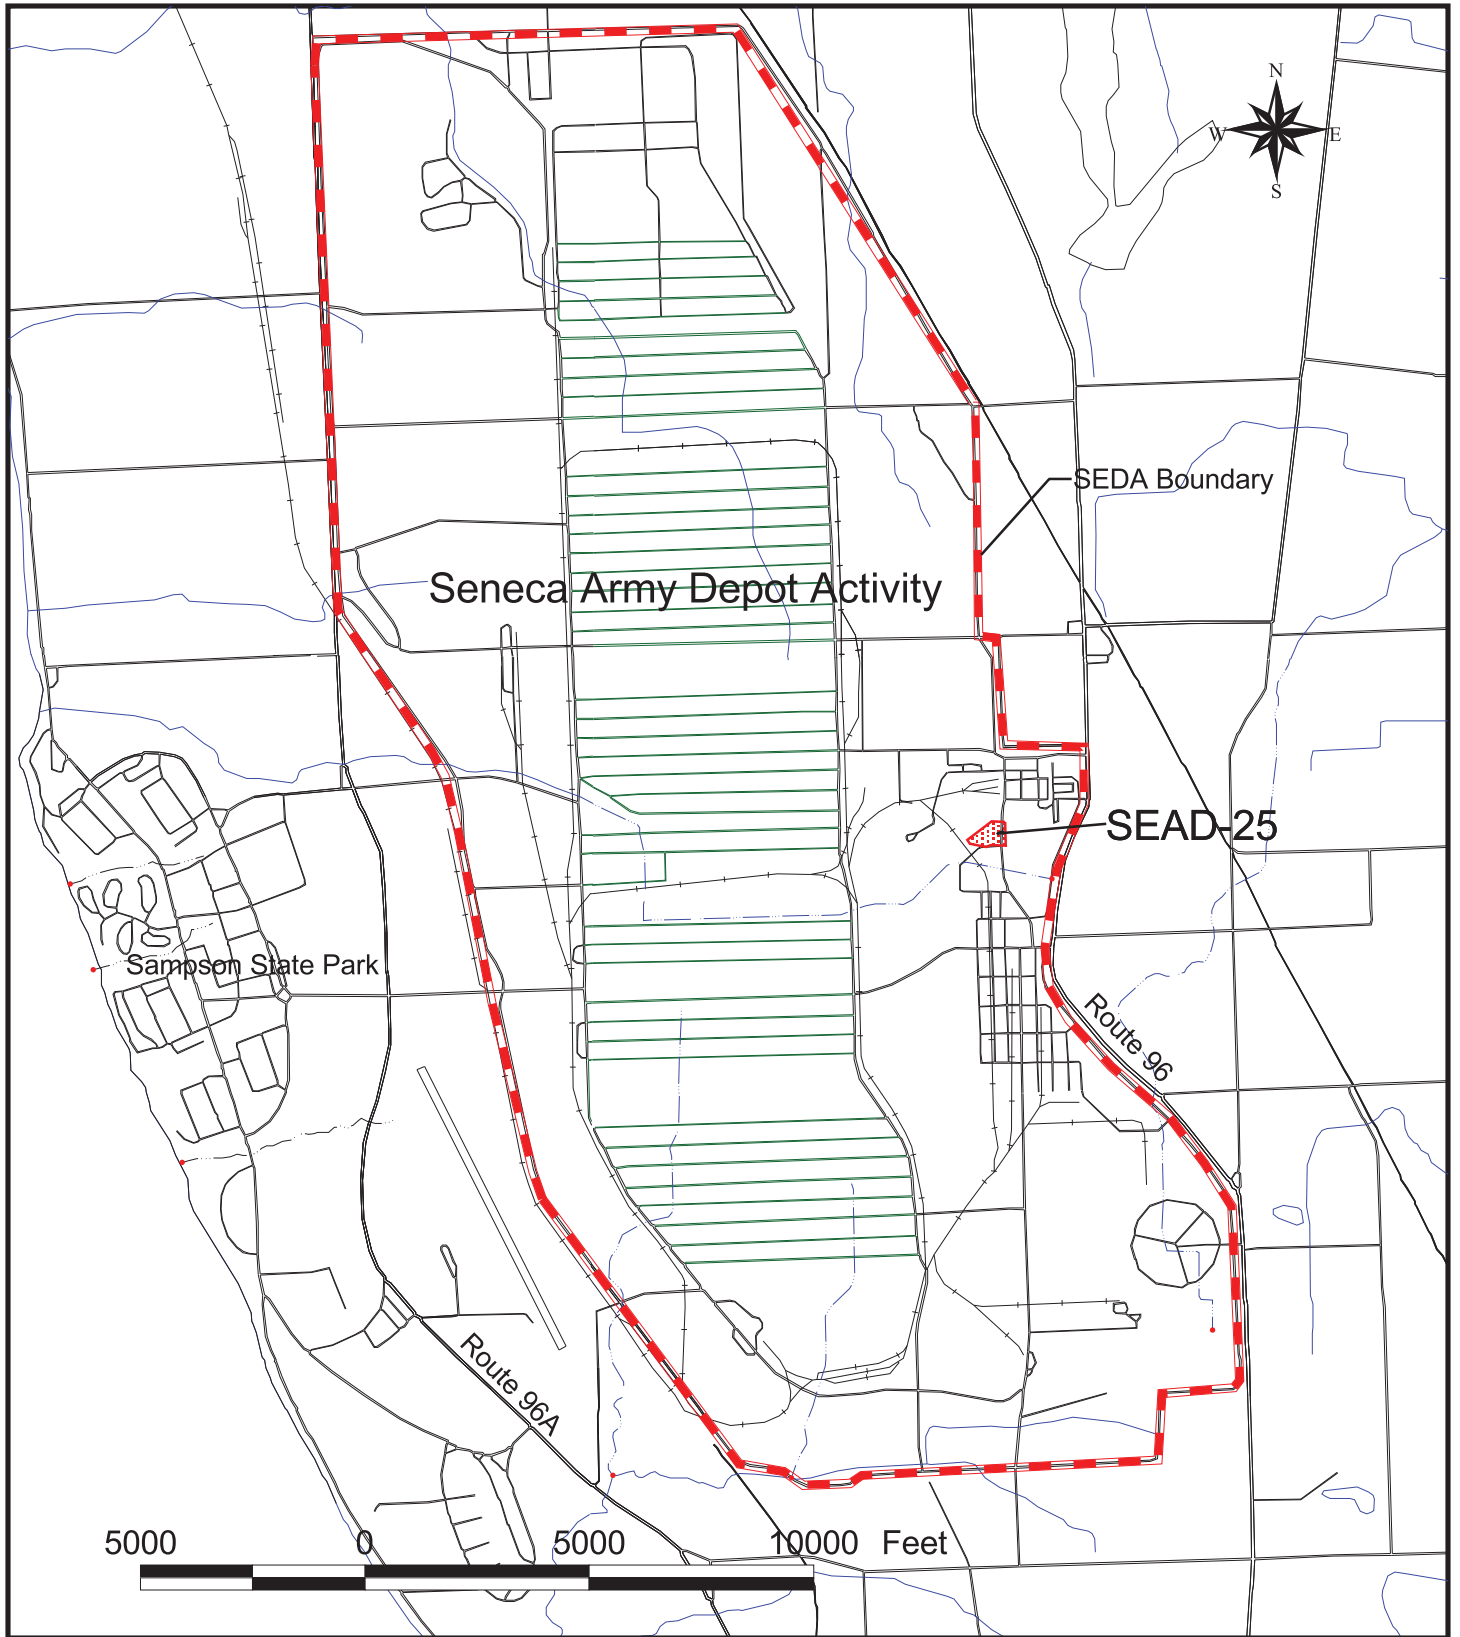 N
W E
S
SEDA Boundary
Seneca Army Depot Activity
SEAD-25
Sampson State Park
Route 96
Route 96A
5000 0 5000 10000 Feet